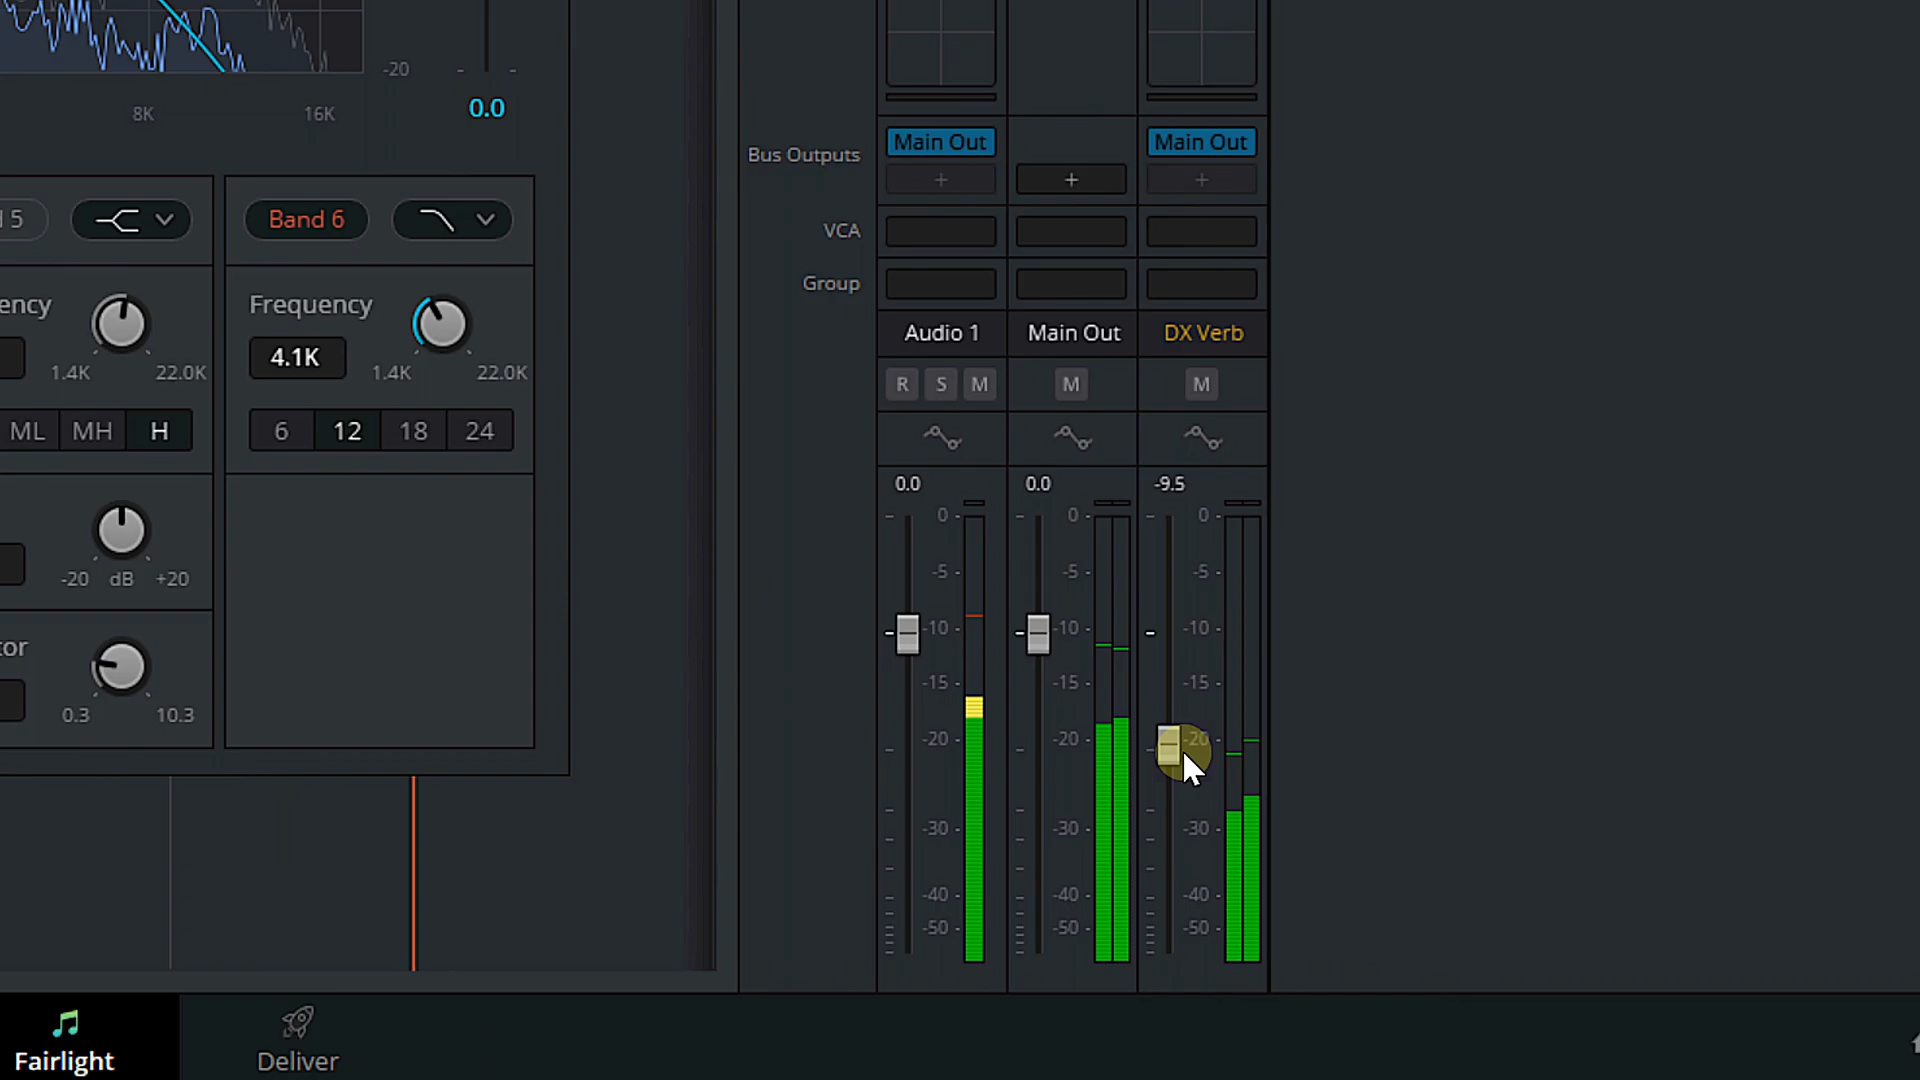 -20
0.0
8K 16K
d 5
Band 6
ency
Frequency
4.1K
1.4K 22.0K
1.4K 22.0K
ML MH H
6 12 18 24
-20 dB +20
tor
0.3 10.3
Bus Outputs
Main Out
Main Out
+ + +
VCA
Group
Audio 1 Main Out DX Verb
R S M M M
0.0 0.0 -9.5
0 0 0
-5 -5 -5
-10 -10 -10
-15 -15 -15
-20 -20 -20
-30 -30 -30
-40 -40 -40
-50 -50 -50
Fairlight
Deliver